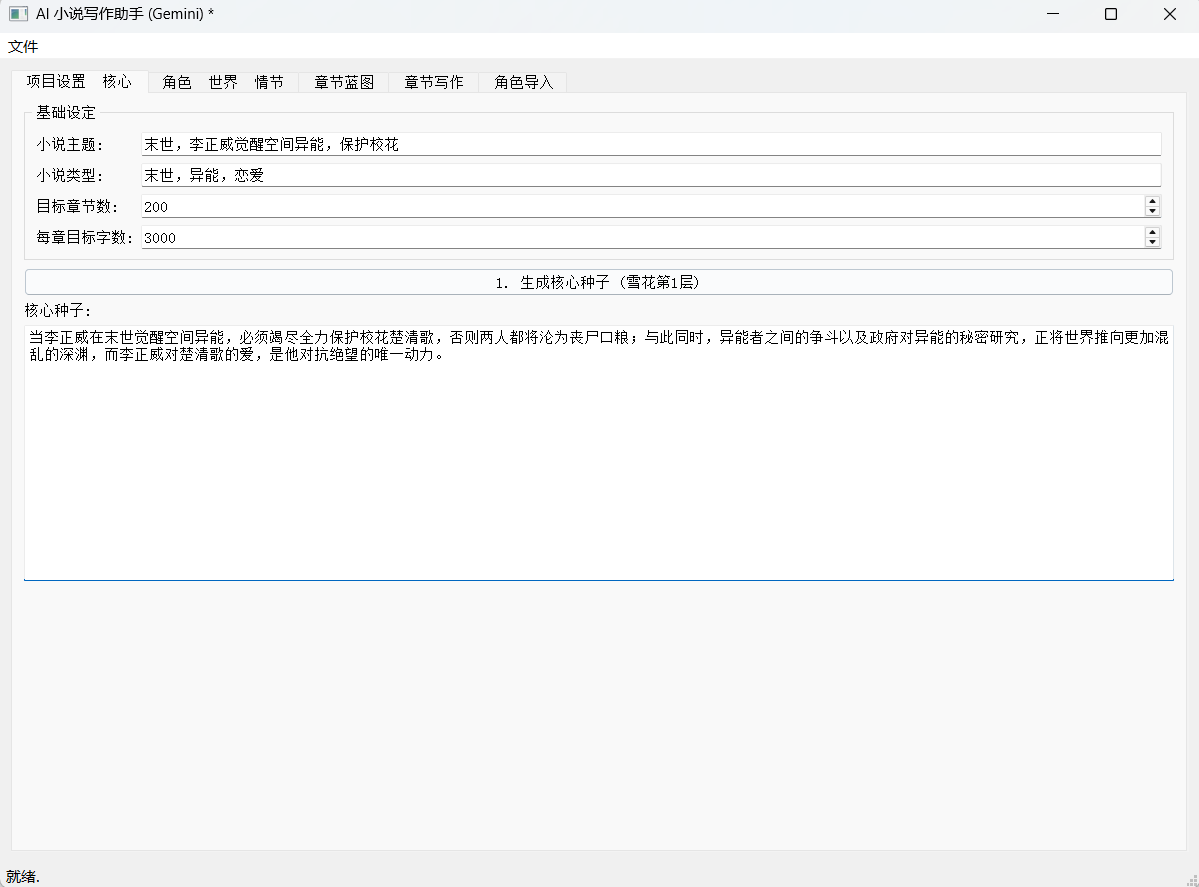 AI 小说写作助手 (Gemini) *
文件
项目设置 核心 角色 世界 情节 章节蓝图 章节写作 角色导入
基础设定
小说主题： 末世，李正威觉醒空间异能，保护校花
小说类型： 末世，异能，恋爱
目标章节数： 200
每章目标字数： 3000
1. 生成核心种子 （雪花第1层）
核心种子：
当李正威在末世觉醒空间异能，必须竭尽全力保护校花楚清歌，否则两人都将沦为丧尸口粮；与此同时，异能者之间的争斗以及政府对异能的秘密研究，正将世界推向更加混
乱的深渊，而李正威对楚清歌的爱，是他对抗绝望的唯一动力。
就绪.